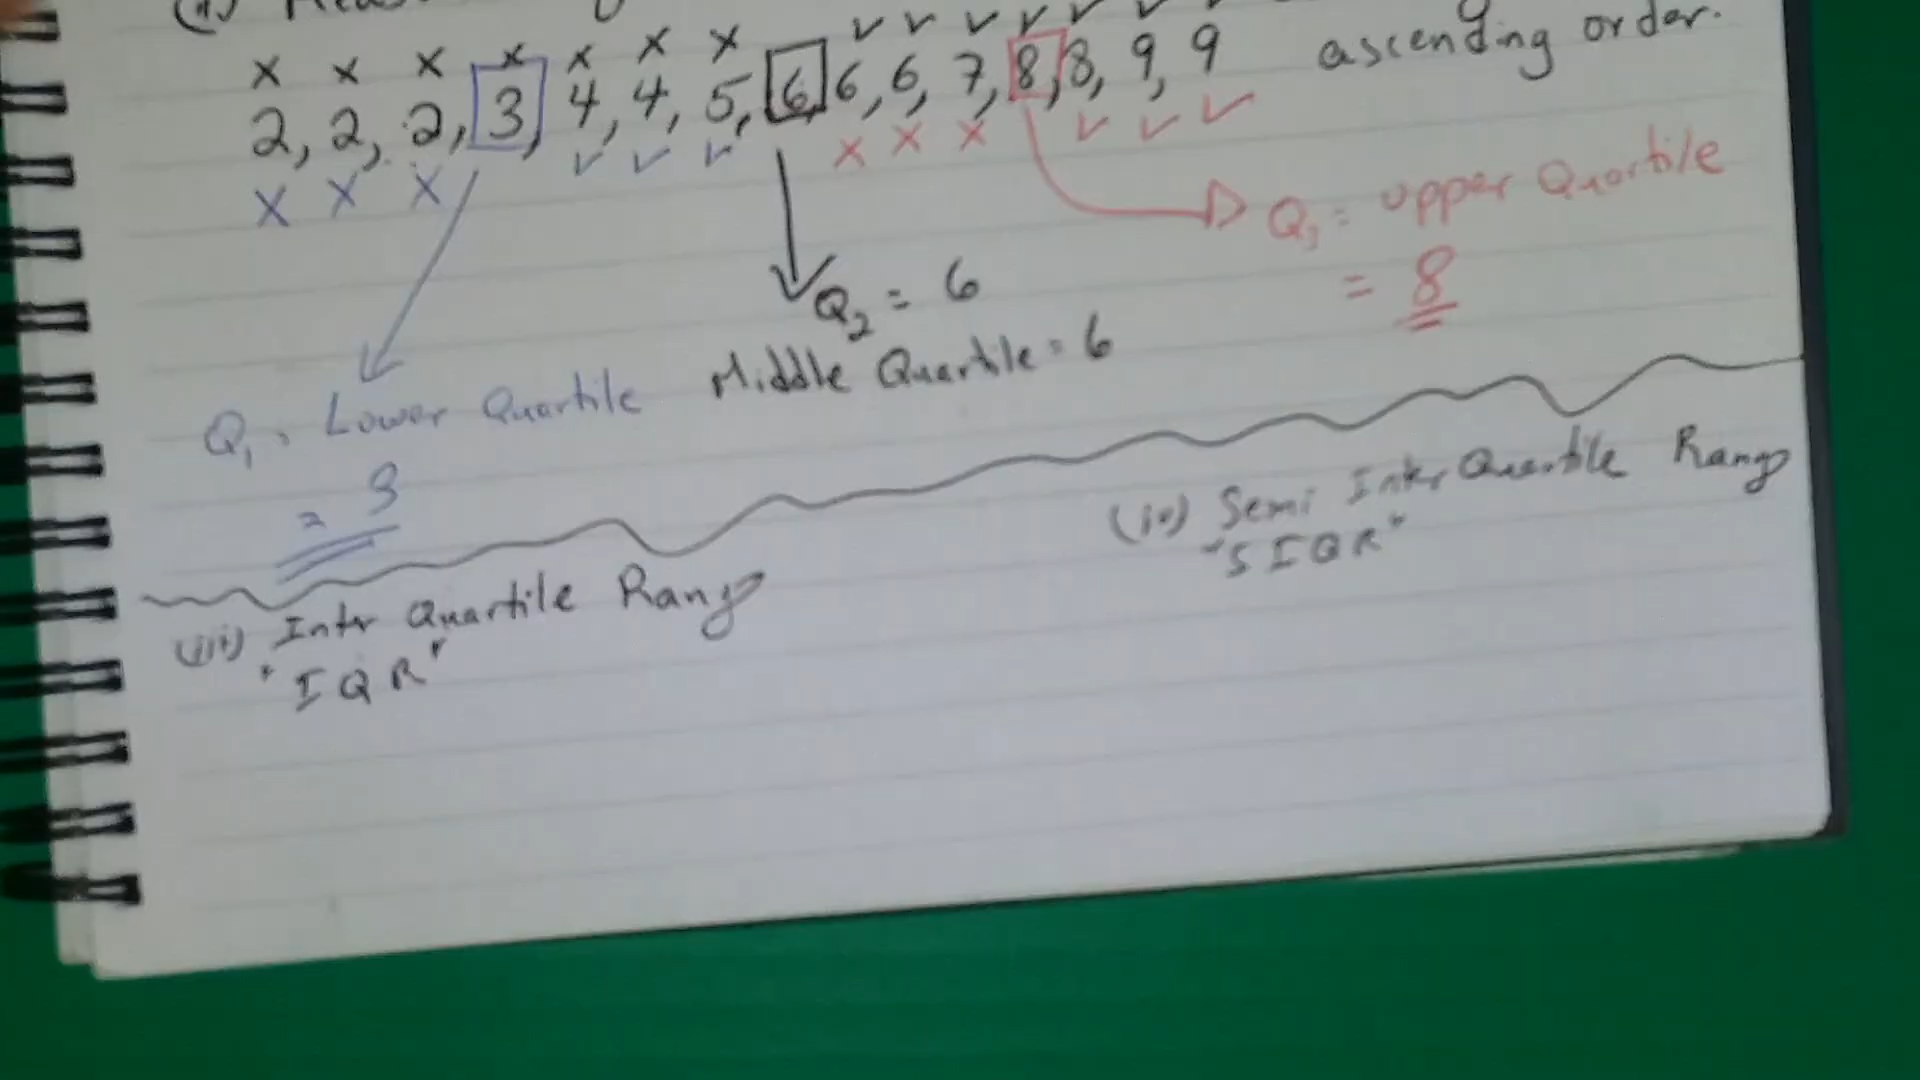 (ii)
x x x x x x x ✓ ✓ ✓ ✓ ✓ ✓ ✓
2, 2, 2, 3, 4, 4, 5, 6, 6, 6, 7, 8, 8, 9, 9 ascending order.
x x x ✓ ✓ ✓ x x x ✓ ✓ ✓
Q3 = upper Quartile
= 8
Q2 = 6
Middle Quartile = 6
Q1 = Lower Quartile
= 3
(iii) Inter Quartile Range
"IQR"
(iv) Semi Inter Quartile Range
"SIQR"